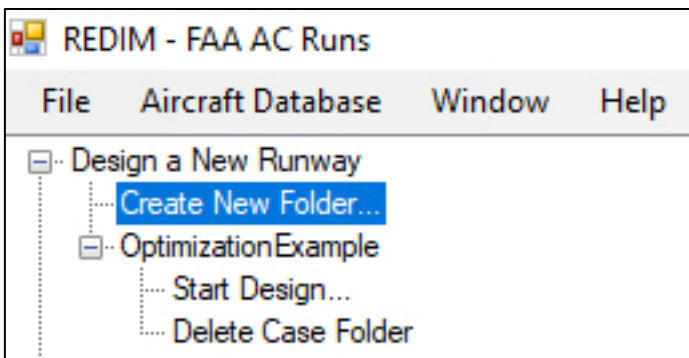 REDIM - FAA AC Runs
File Aircraft Database Window Help
Design a New Runway
Create New Folder...
OptimizationExample
Start Design...
Delete Case Folder